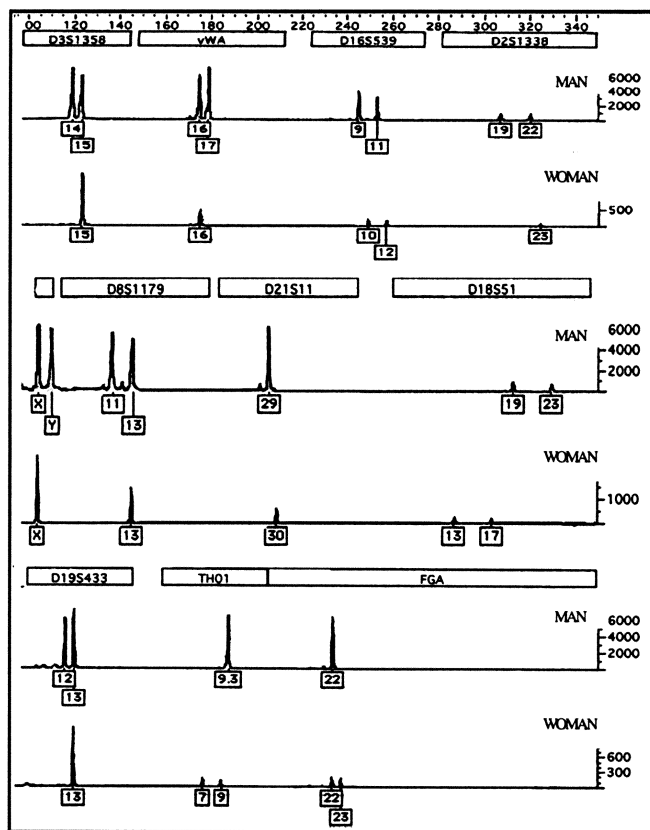 00 120 140 160 180 200 220 240 260 280 300 320 340
D3S1358 vWA D16S539 D2S1338
MAN
6000
4000
2000
14 16 9 19 22
15 17 11
WOMAN
500
15 16 10 23
12
D8S1179 D21S11 D18S51
MAN
6000
4000
2000
X 11 29 19 23
Y 13
WOMAN
1000
X 13 30 13 17
D19S433 TH01 FGA
MAN
6000
4000
2000
12 9.3 22
13
WOMAN
600
300
13 7 9 22
23